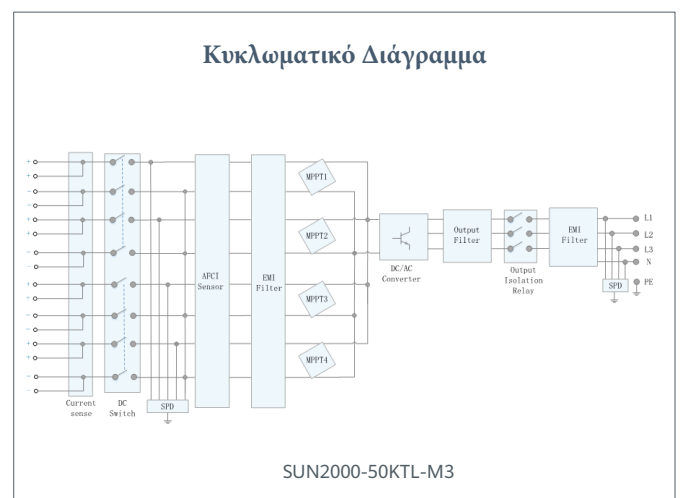 Κυκλωματικό Διάγραμμα
+
+
−
−
+
+
−
−
+
+
−
−
+
+
−
−
Current
sense
DC
Switch
SPD
AFCI
Sensor
EMI
Filter
MPPT1
MPPT2
MPPT3
MPPT4
DC/AC
Converter
Output
Filter
Output
Isolation
Relay
EMI
Filter
L1
L2
L3
N
SPD
PE
SUN2000-50KTL-M3